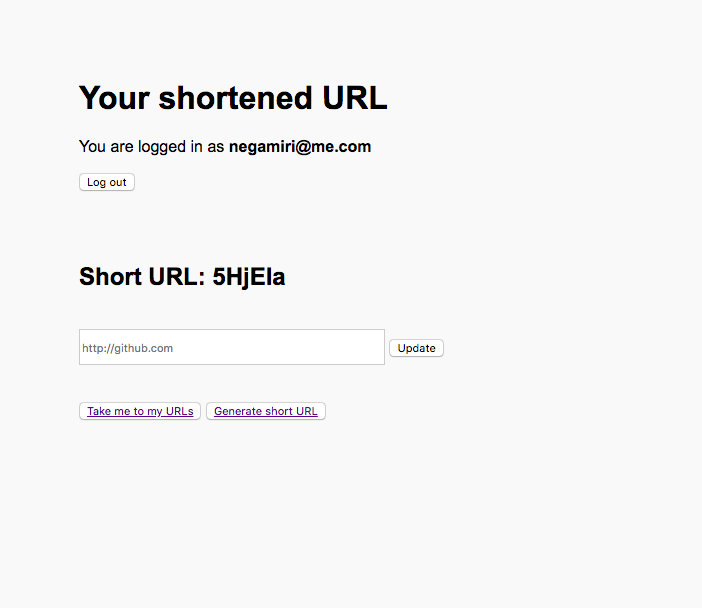 Your shortened URL
You are logged in as negamiri@me.com
Log out
Short URL: 5HjEIa
http://github.com Update
Take me to my URLs Generate short URL